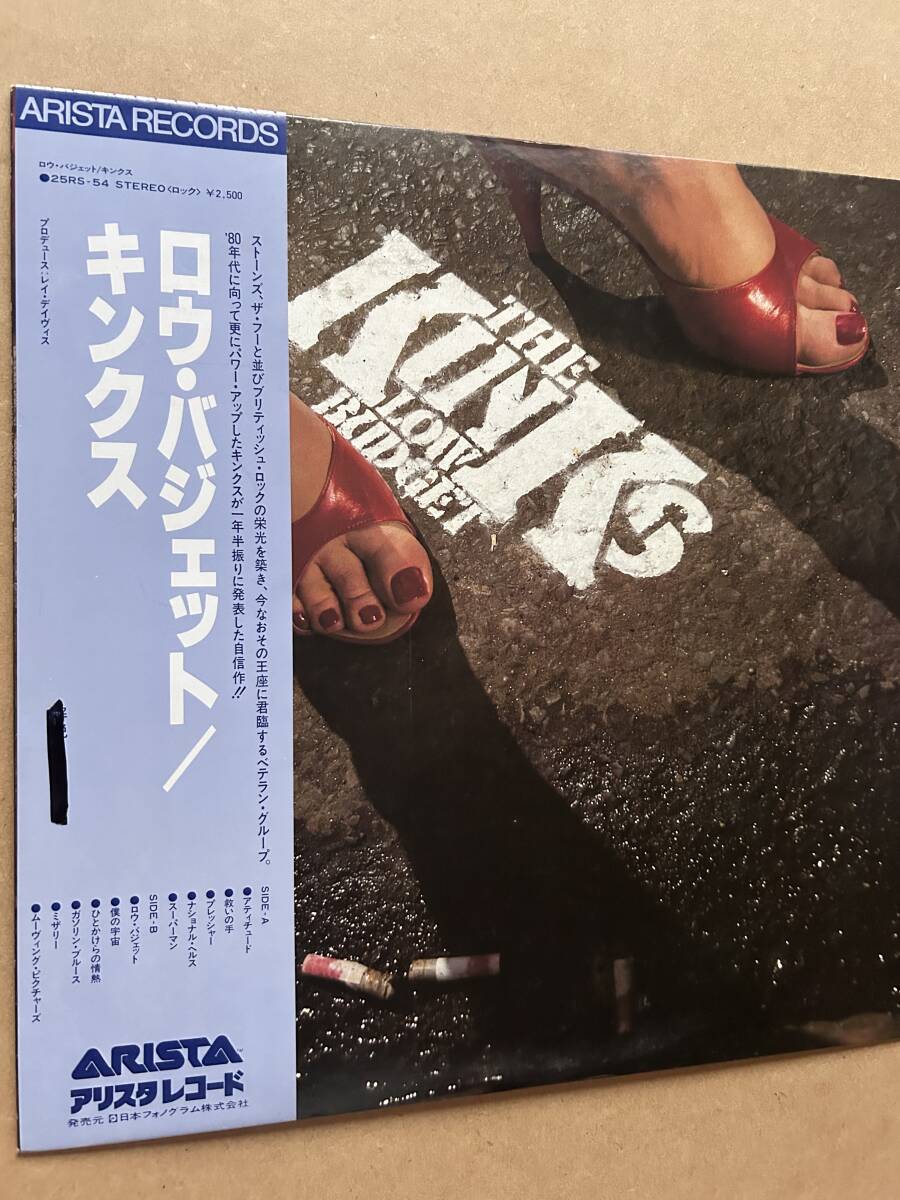 ARISTA RECORDS
ロウ・バジェット/キンクス
●25RS-54 STEREO〈ロック〉 ¥2,500
ストーンズ、ザ・フーと並びブリティッシュ・ロックの栄光を築き、今なおその王座に君臨するベテラン・グループ。
'80年代に向って更にパワー・アップしたキンクスが一年半振りに発表した自信作!!
ロウ・バジェット/
キンクス
プロデュース:レイ・デイヴィス
SIDE-A
●アティチュード
●救いの手
●プレッシャー
●ナショナル・ヘルス
●スーパーマン
SIDE-B
●ロウ・バジェット
●僕の宇宙
●ひとかけらの情熱
●ガソリン・ブルース
●ミザリー
●ムーヴィング・ピクチャーズ
ARISTA
アリスタレコード
発売元 日本フォノグラム株式会社
THE
KINKS
LOW
BUDGET